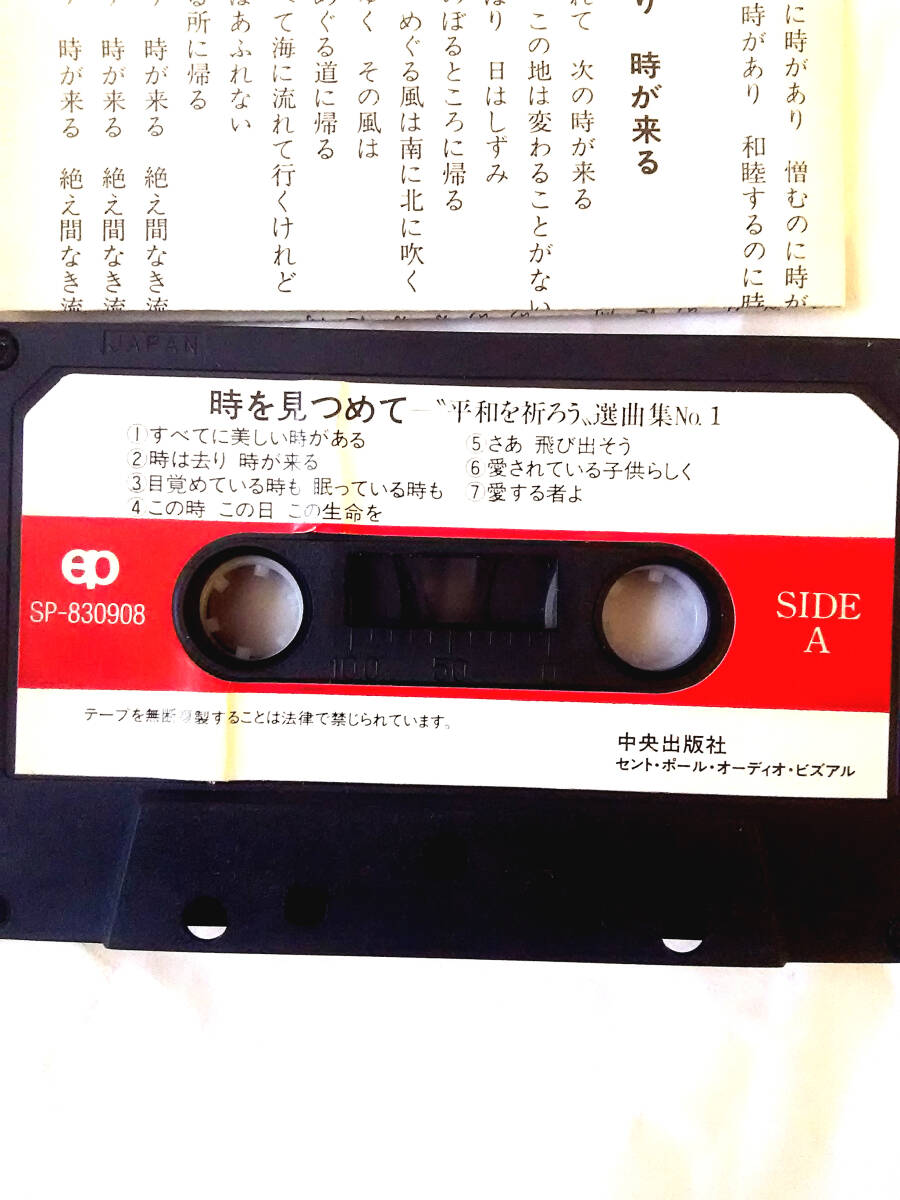 に時があり 憎むのに時が
時があり 和睦するのに時
り 時が来る
れて 次の時が来る
この地は変わることがない
ぼり 日はしずみ
のぼるところに帰る
めぐる風は南に北に吹く
ゆく その風は
めぐる道に帰る
べて海に流れて行くけれど
はあふれない
る所に帰る
時が来る 絶え間なき流
時が来る 絶え間なき流
時が来る 絶え間なき流
JAPAN
時を見つめて―〝平和を祈ろう〟選曲集No.1
①すべてに美しい時がある
②時は去り 時が来る
③目覚めている時も 眠っている時も
④この時 この日 この生命を
⑤さあ 飛び出そう
⑥愛されている子供らしく
⑦愛する者よ
ep
SP-830908
100 50 0
SIDE
A
テープを無断複製することは法律で禁じられています。
中央出版社
セント・ポール・オーディオ・ビズアル